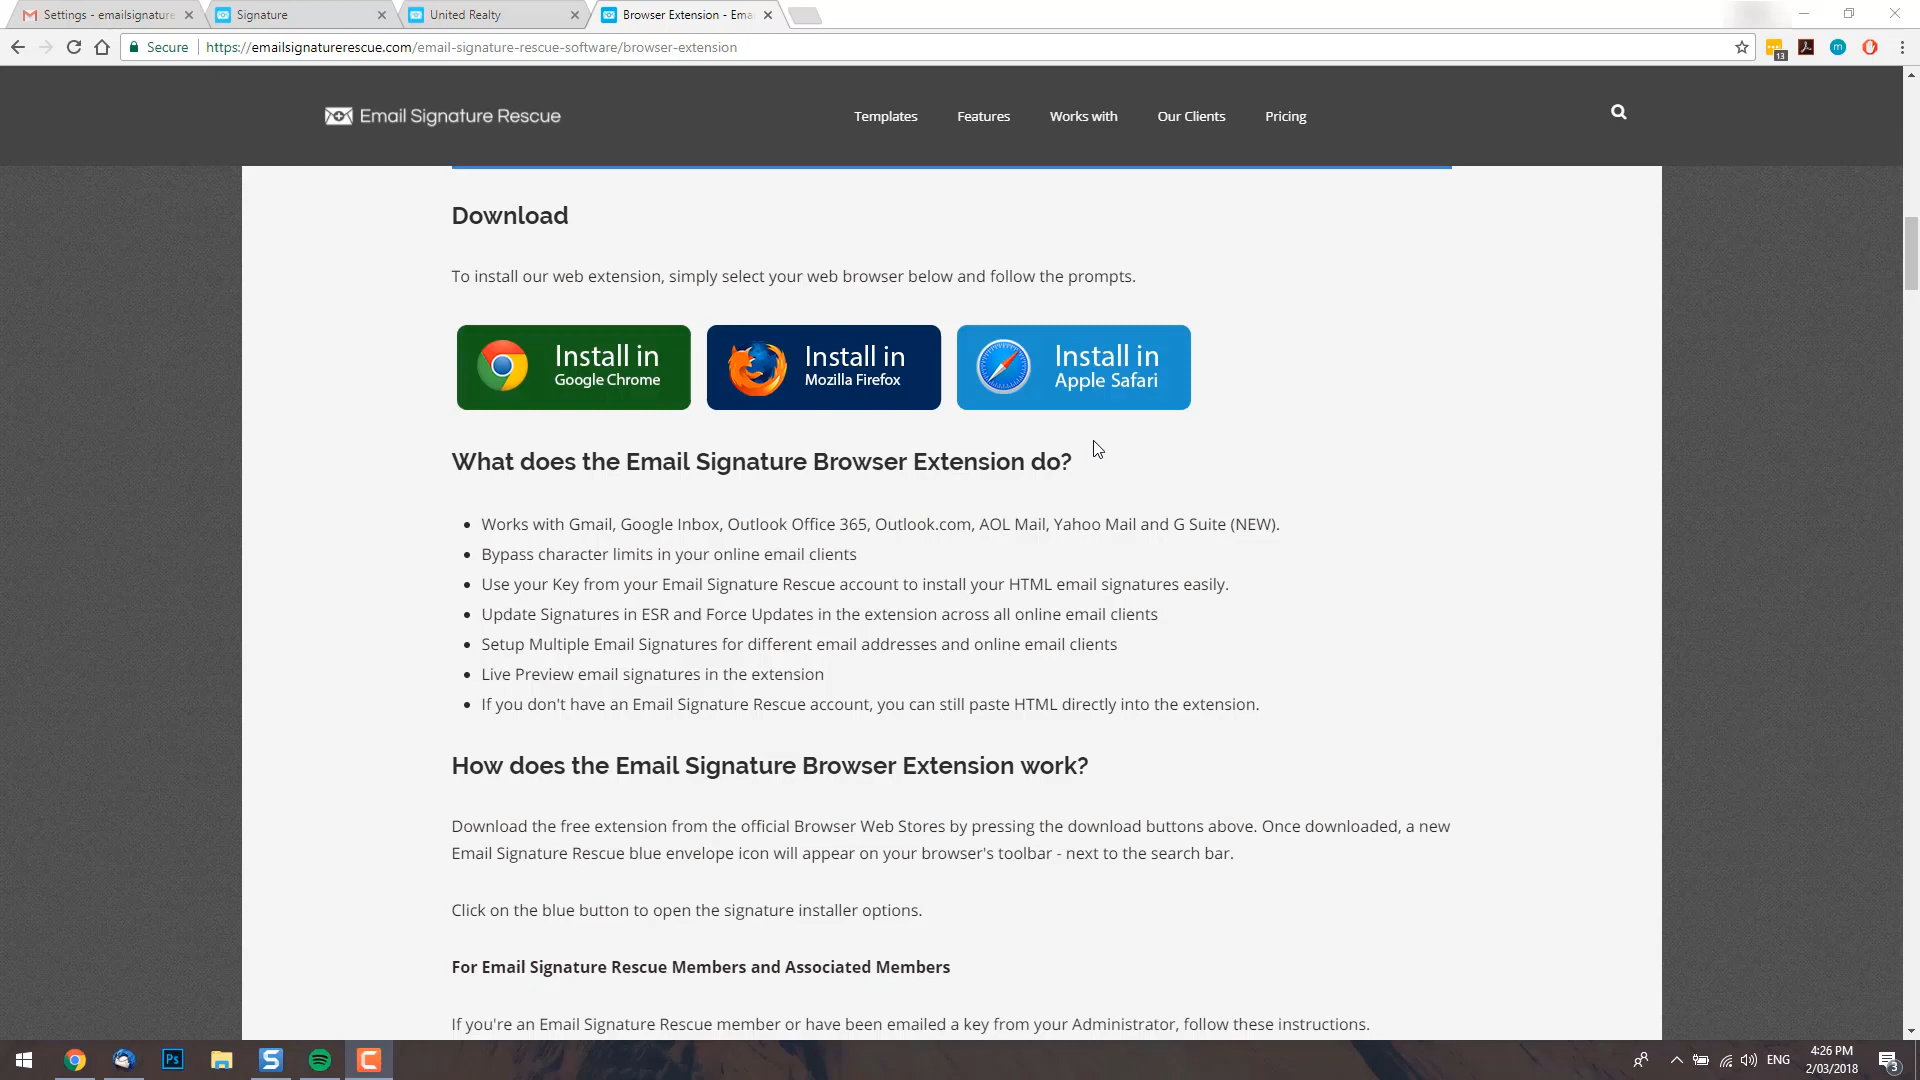 Settings - emailsignature
Signature
United Realty
Browser Extension - Ema
Secure
https://emailsignaturerescue.com/email-signature-rescue-software/browser-extension
13
m
Email Signature Rescue
Templates
Features
Works with
Our Clients
Pricing
Download
To install our web extension, simply select your web browser below and follow the prompts.
Install in
Google Chrome
Install in
Mozilla Firefox
Install in
Apple Safari
What does the Email Signature Browser Extension do?
• Works with Gmail, Google Inbox, Outlook Office 365, Outlook.com, AOL Mail, Yahoo Mail and G Suite (NEW).
• Bypass character limits in your online email clients
• Use your Key from your Email Signature Rescue account to install your HTML email signatures easily.
• Update Signatures in ESR and Force Updates in the extension across all online email clients
• Setup Multiple Email Signatures for different email addresses and online email clients
• Live Preview email signatures in the extension
• If you don't have an Email Signature Rescue account, you can still paste HTML directly into the extension.
How does the Email Signature Browser Extension work?
Download the free extension from the official Browser Web Stores by pressing the download buttons above. Once downloaded, a new
Email Signature Rescue blue envelope icon will appear on your browser's toolbar - next to the search bar.
Click on the blue button to open the signature installer options.
For Email Signature Rescue Members and Associated Members
If you're an Email Signature Rescue member or have been emailed a key from your Administrator, follow these instructions.
Ps
S
C
ENG
4:26 PM
2/03/2018
3